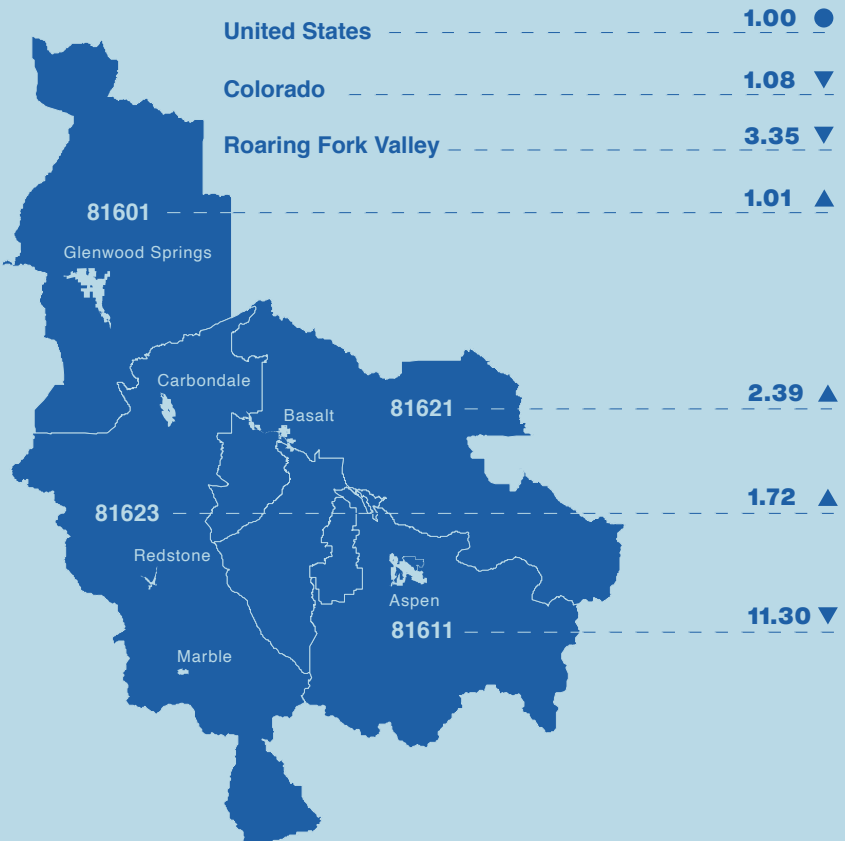 United States 1.00 ●
Colorado 1.08 ▼
Roaring Fork Valley 3.35 ▼
81601 1.01 ▲
Glenwood Springs
Carbondale
Basalt
81621 2.39 ▲
81623 1.72 ▲
Redstone
Aspen
81611 11.30 ▼
Marble